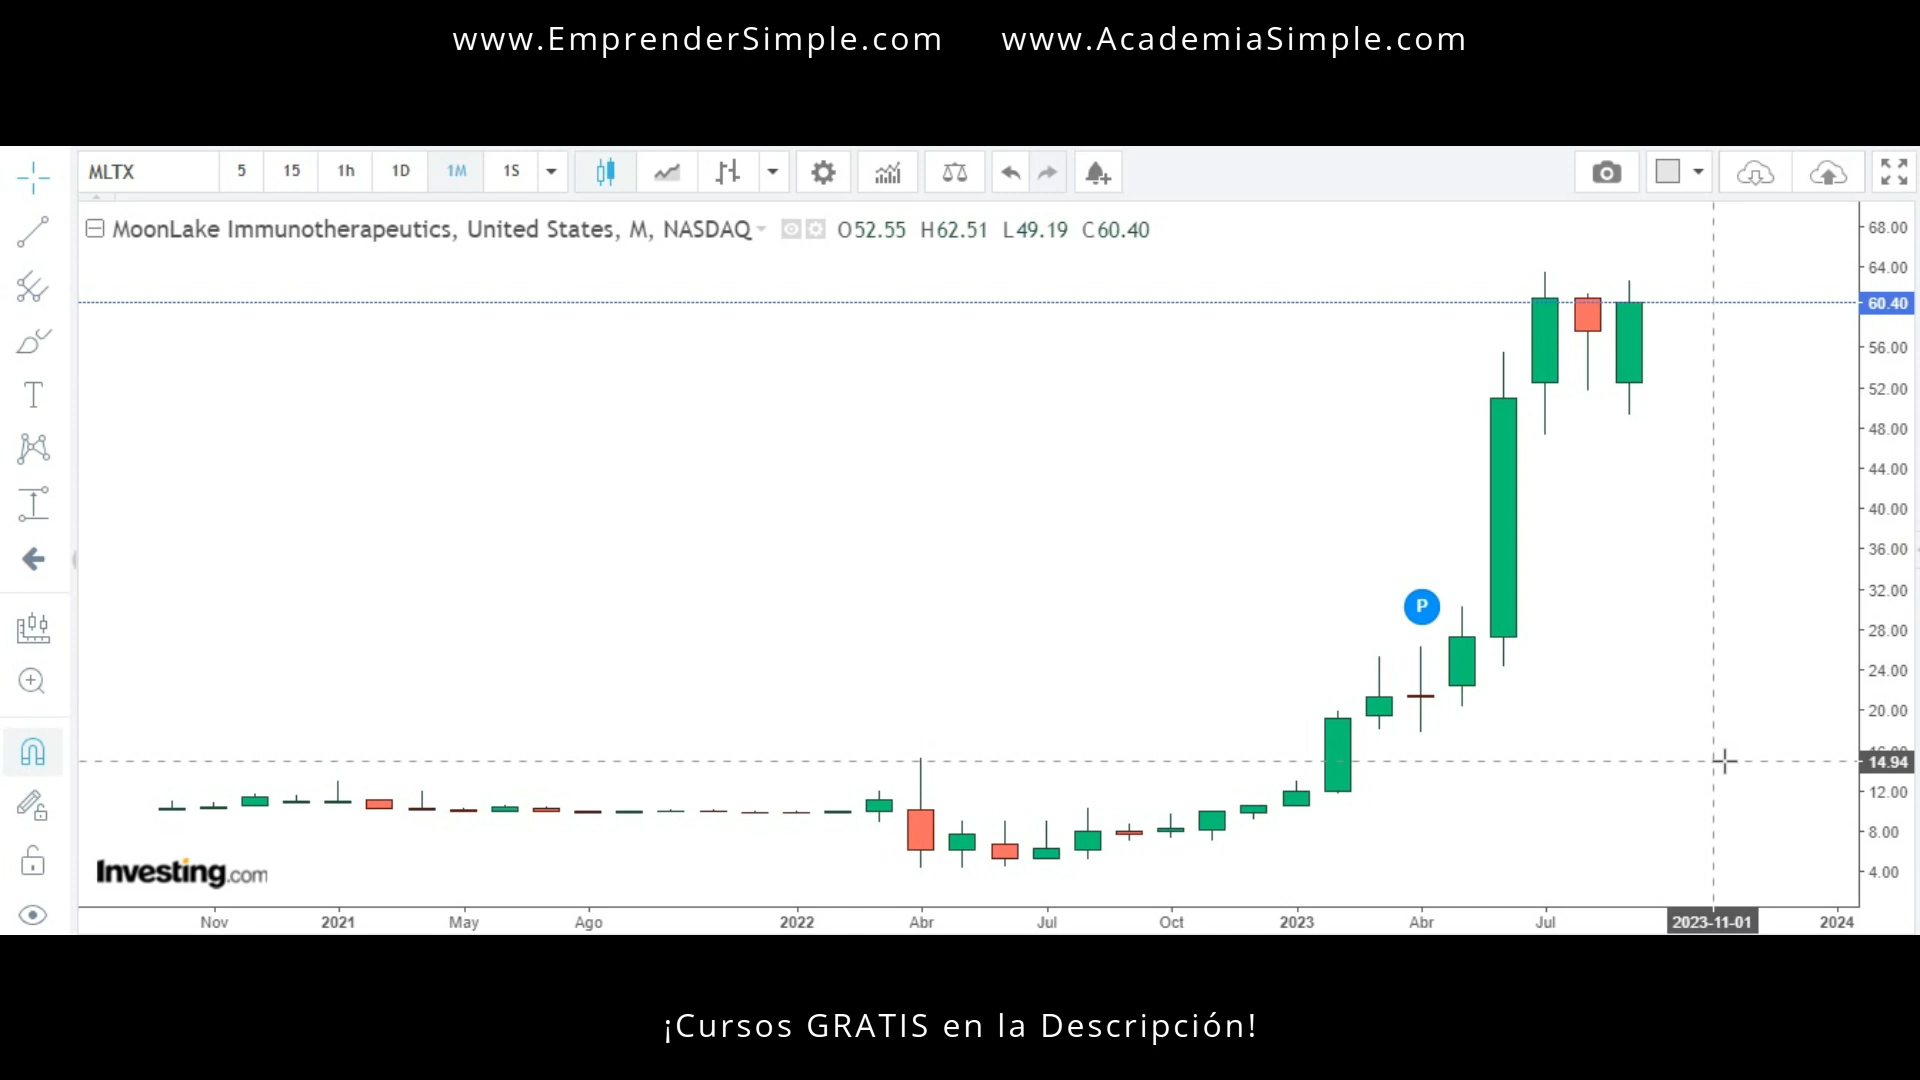 www.EmprenderSimple.com www.AcademiaSimple.com
MLTX 5 15 1h 1D 1M 1S
MoonLake Immunotherapeutics, United States, M, NASDAQ O52.55 H62.51 L49.19 C60.40
68.00
64.00
60.40
56.00
52.00
48.00
44.00
40.00
36.00
32.00
P
28.00
24.00
20.00
14.94
12.00
8.00
4.00
Investing.com
Nov 2021 May Ago 2022 Abr Jul Oct 2023 Abr Jul 2023-11-01 2024
¡Cursos GRATIS en la Descripción!